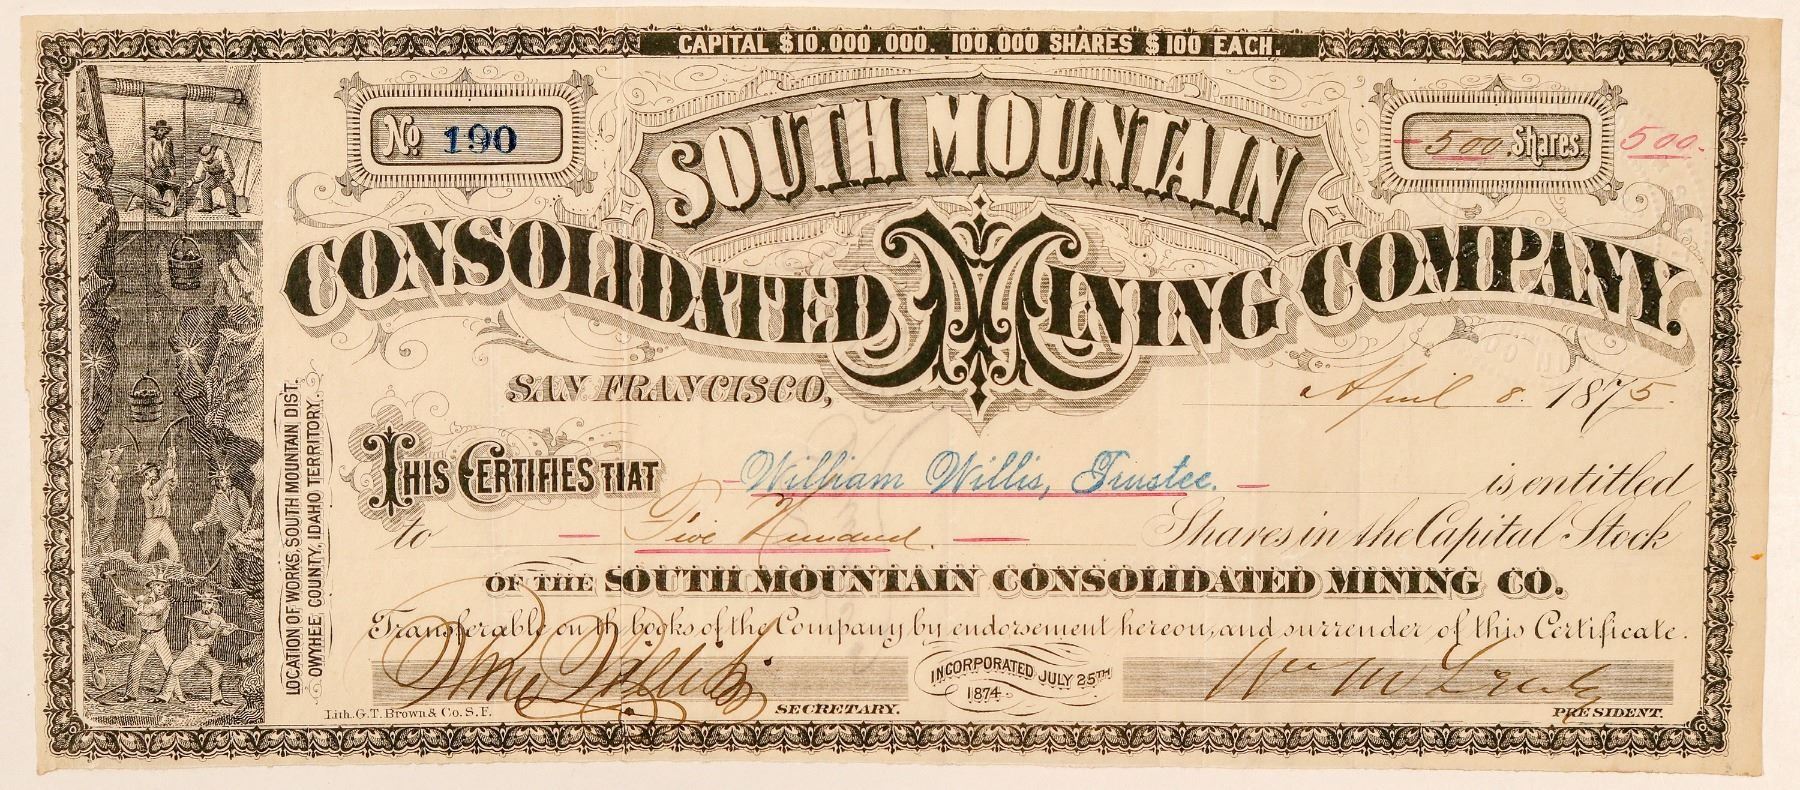 CAPITAL $10,000,000. 100,000 SHARES $100 EACH.
No. 190
500 Shares. 500.
SOUTH MOUNTAIN
CONSOLIDATED MINING COMPANY.
SAN FRANCISCO, April 8. 1875.
THIS CERTIFIES THAT William Willis, Trustee. is entitled
to Five Hundred. Shares in the Capital Stock
OF THE SOUTH MOUNTAIN CONSOLIDATED MINING CO.
Transferable on the books of the Company by endorsement hereon, and surrender of this Certificate.
INCORPORATED JULY 25TH
1874
SECRETARY.
PRESIDENT.
Lith. G.T. Brown & Co. S.F.
LOCATION OF WORKS, SOUTH MOUNTAIN DIST.
OWYHEE COUNTY, IDAHO TERRITORY.